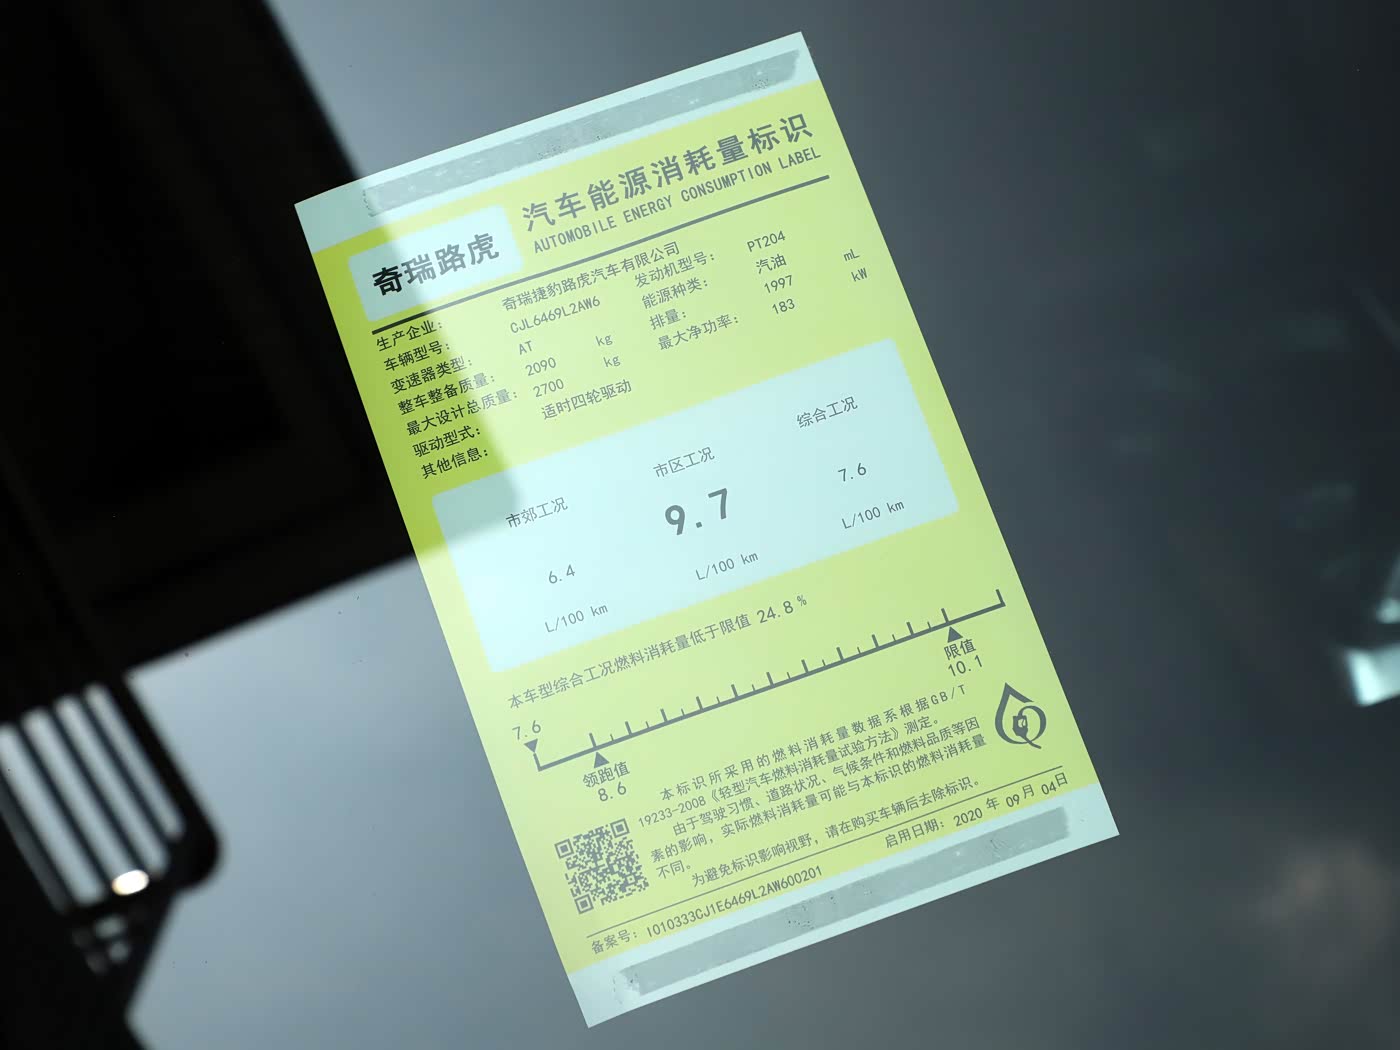 奇瑞路虎
汽车能源消耗量标识
AUTOMOBILE ENERGY CONSUMPTION LABEL
生产企业: 奇瑞捷豹路虎汽车有限公司
车辆型号: CJL6469L2AW6 发动机型号: PT204
变速器类型: AT 能源种类: 汽油
整车整备质量: 2090 kg 排量: 1997 mL
最大设计总质量: 2700 kg 最大净功率: 183 kW
驱动型式: 适时四轮驱动
其他信息:
市郊工况 市区工况 综合工况
6.4 9.7 7.6
L/100 km L/100 km L/100 km
本车型综合工况燃料消耗量低于限值 24.8 %
7.6
领跑值
8.6
限值
10.1
本标识所采用的燃料消耗量数据系根据GB/T
19233-2008《轻型汽车燃料消耗量试验方法》测定。
由于驾驶习惯、道路状况、气候条件和燃料品质等因
素的影响，实际燃料消耗量可能与本标识的燃料消耗量
不同。
为避免标识影响视野，请在购买车辆后去除标识。
备案号: I010333CJ1E6469L2AW600201
启用日期: 2020 年 09 月 04 日